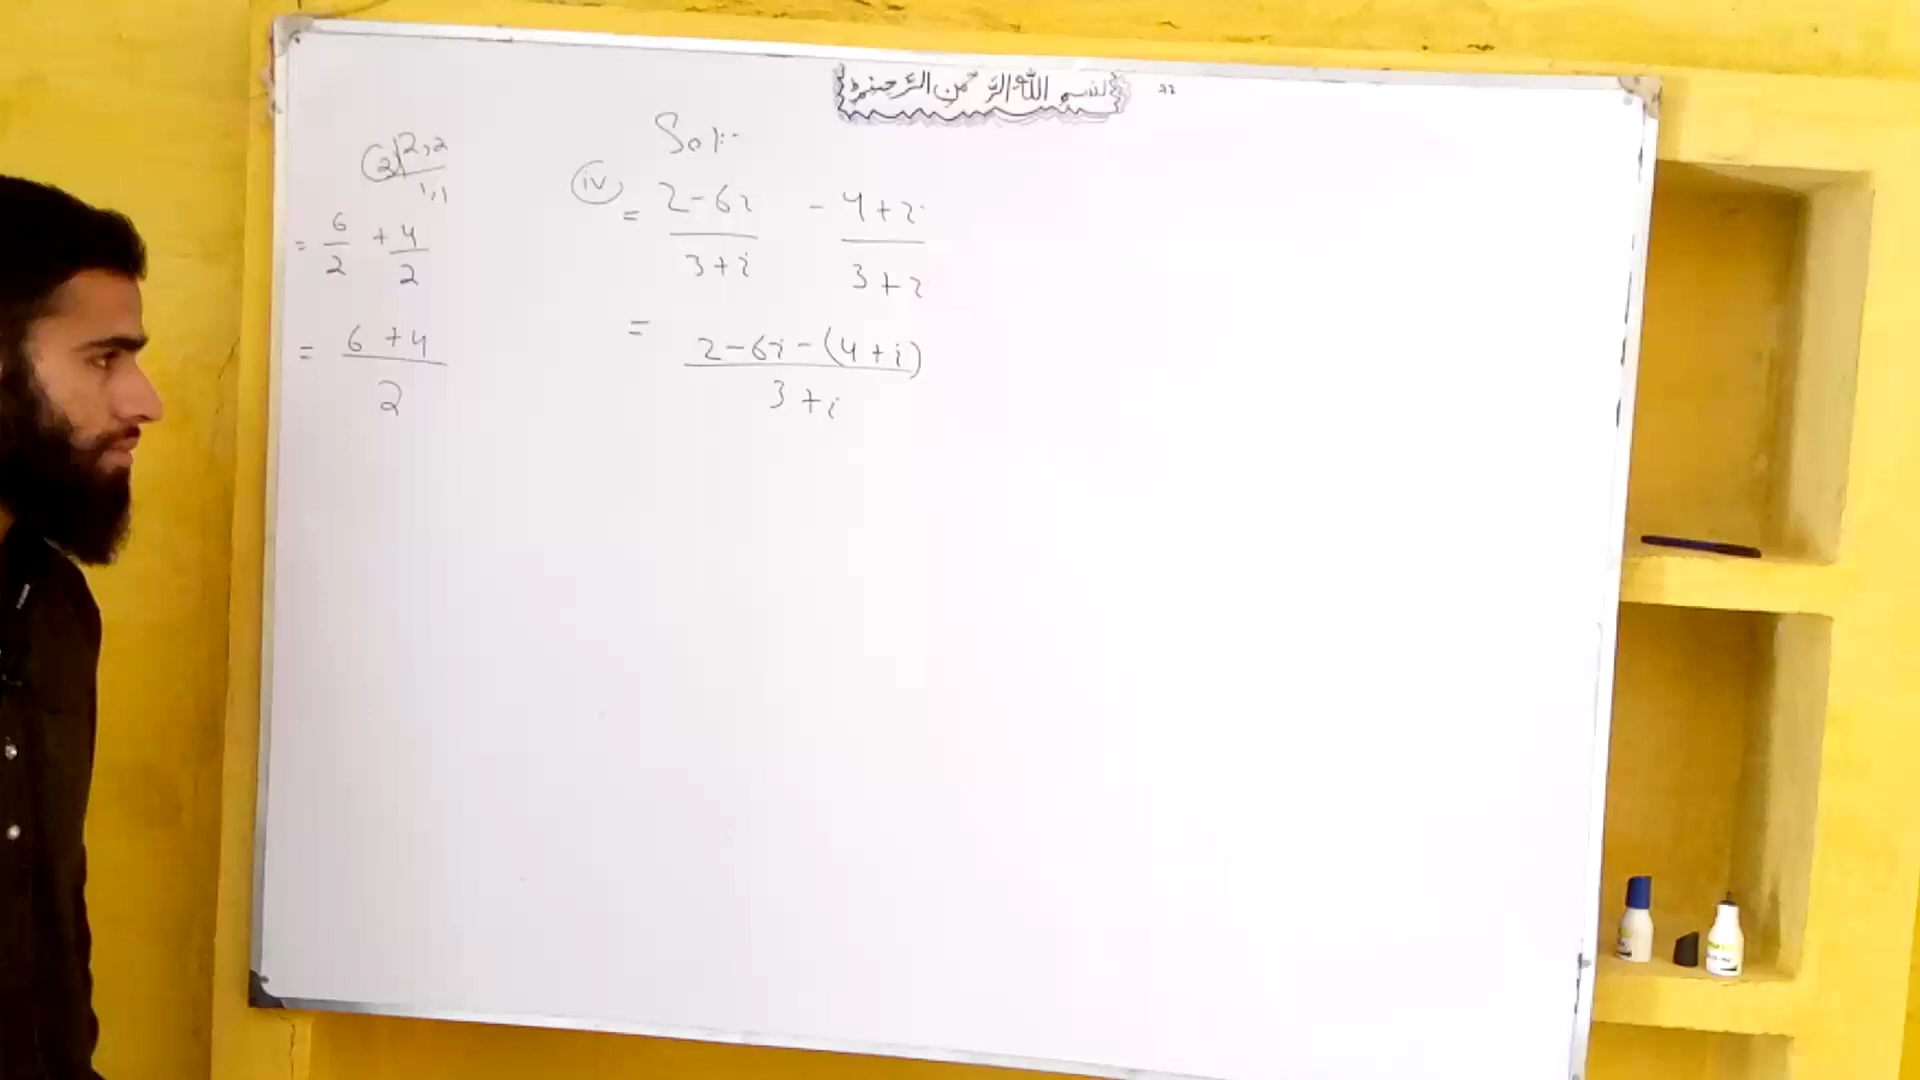 بسم الله الرحمن الرحيم
2 | 2,2
1,1
= 6/2 + 4/2
= 6+4 / 2
Sol:-
(iv) = 2-6i / 3+i - 4+i / 3+i
= 2-6i-(4+i) / 3+i